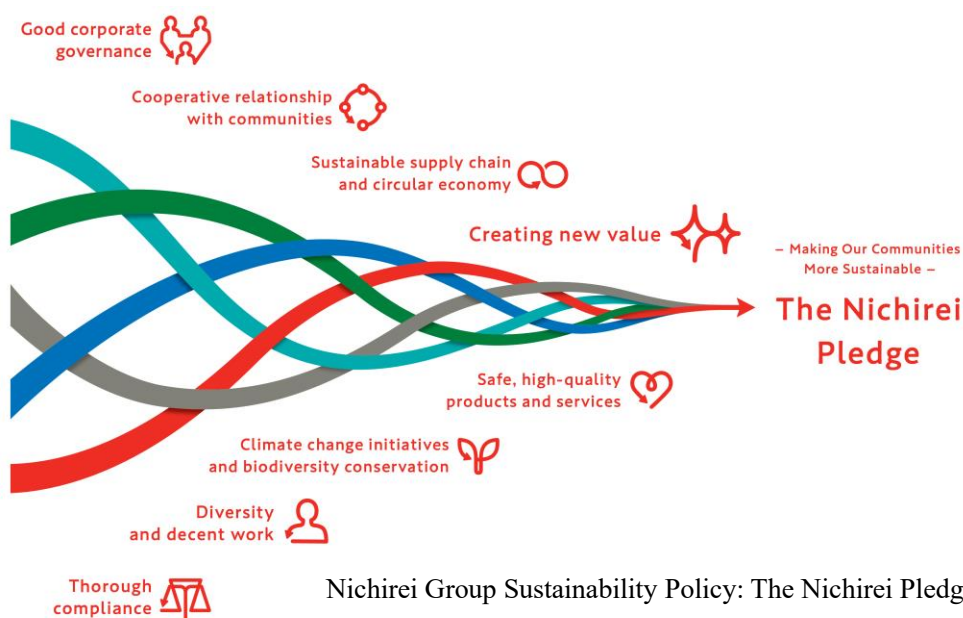 Good corporate
governance
Cooperative relationship
with communities
Sustainable supply chain
and circular economy
Creating new value
– Making Our Communities
More Sustainable –
The Nichirei
Pledge
Safe, high-quality
products and services
Climate change initiatives
and biodiversity conservation
Diversity
and decent work
Thorough
compliance
Nichirei Group Sustainability Policy: The Nichirei Pledg